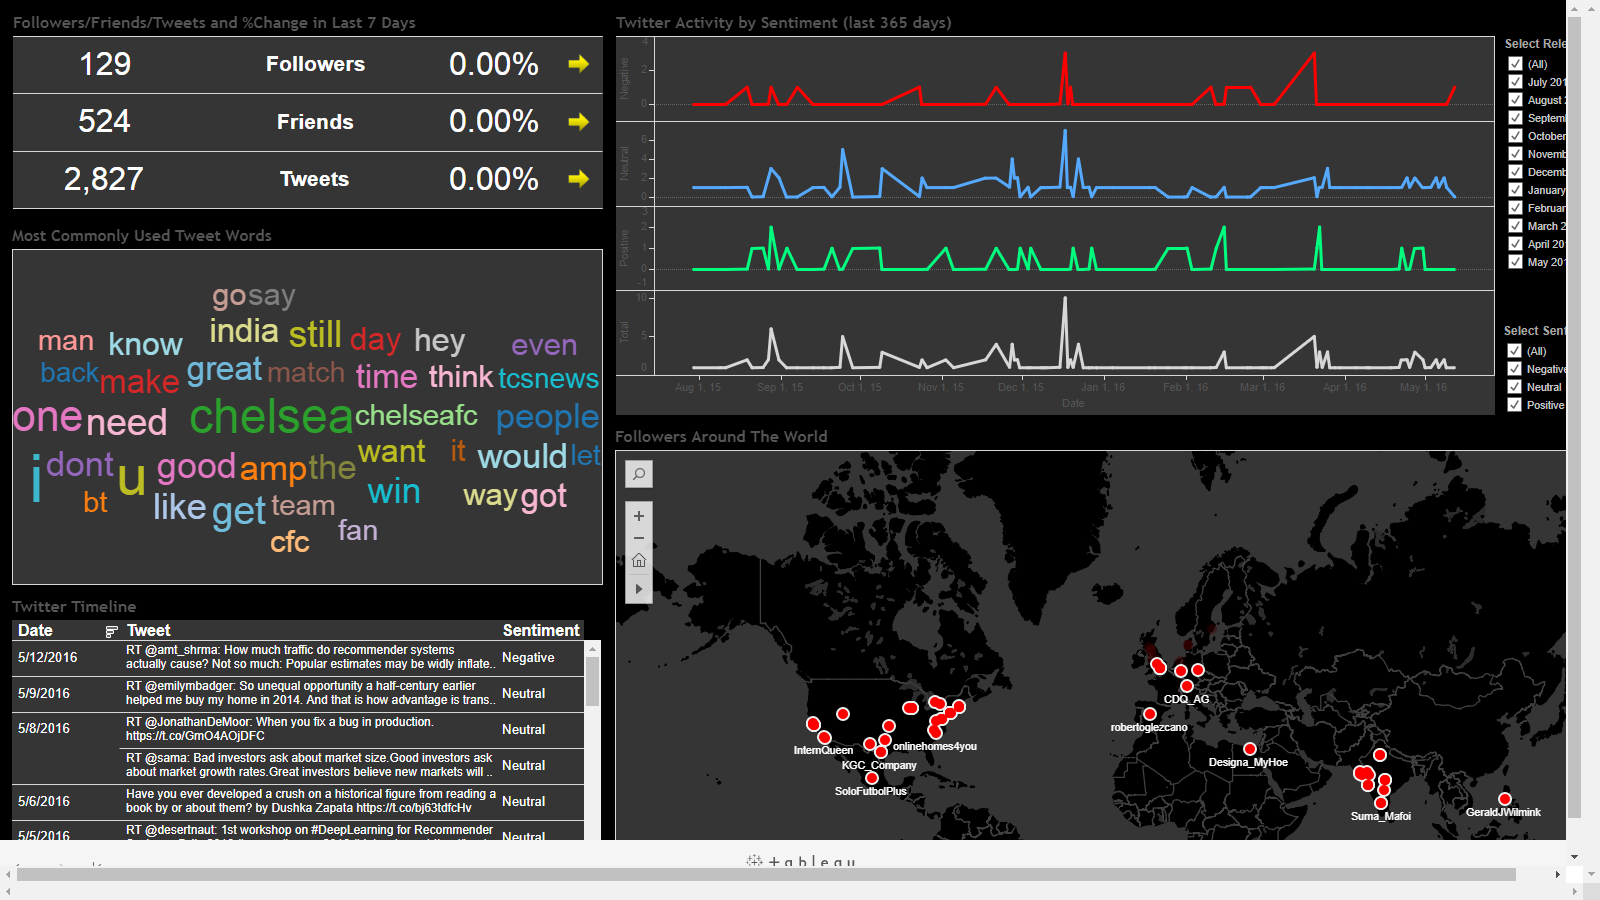 Followers/Friends/Tweets and %Change in Last 7 Days
129 Followers 0.00%
524 Friends 0.00%
2,827 Tweets 0.00%
Most Commonly Used Tweet Words
go say
india still day hey even
man know
back make great match time think tcsnews
one need chelsea chelseafc people
i dont u good amp the want it would let
bt like get team win way got
cfc fan
Twitter Timeline
Date Tweet Sentiment
5/12/2016 RT @amt_shrma: How much traffic do recommender systems
actually cause? Not so much: Popular estimates may be widly inflate.. Negative
5/9/2016 RT @emilymbadger: So unequal opportunity a half-century earlier
helped me buy my home in 2014. And that is how advantage is trans.. Neutral
5/8/2016 RT @JonathanDeMoor: When you fix a bug in production.
https://t.co/GmO4AOjDFC Neutral
RT @sama: Bad investors ask about market size.Good investors ask
about market growth rates.Great investors believe new markets will .. Neutral
5/6/2016 Have you ever developed a crush on a historical figure from reading a
book by or about them? by Dushka Zapata https://t.co/bj63tdfcHv Neutral
5/5/2016 RT @desertnaut: 1st workshop on #DeepLearning for Recommender
Neutral
Twitter Activity by Sentiment (last 365 days)
Negative
4
2
0
Neutral
6
4
2
0
Positive
3
2
1
0
-1
Total
10
5
0
Aug 1, 15 Sep 1, 15 Oct 1, 15 Nov 1, 15 Dec 1, 15 Jan 1, 16 Feb 1, 16 Mar 1, 16 Apr 1, 16 May 1, 16
Date
Select Rele
(All)
July 201
August 2
Septemb
October
Novemb
Decemb
January
Februar
March 2
April 201
May 201
Select Sent
(All)
Negative
Neutral
Positive
Followers Around The World
CDQ_AG
robertoglezcano
InternQueen
onlinehomes4you
KGC_Company
SoloFutbolPlus
Designa_MyHoe
Suma_Mafoi
GeraldJWilmink
+ a b l e a u